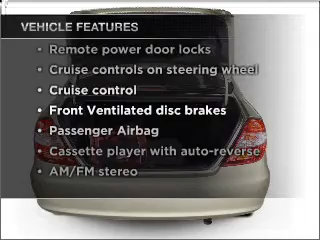 VEHICLE FEATURES
• Remote power door locks
• Cruise controls on steering wheel
• Cruise control
• Front Ventilated disc brakes
• Passenger Airbag
• Cassette player with auto-reverse
• AM/FM stereo